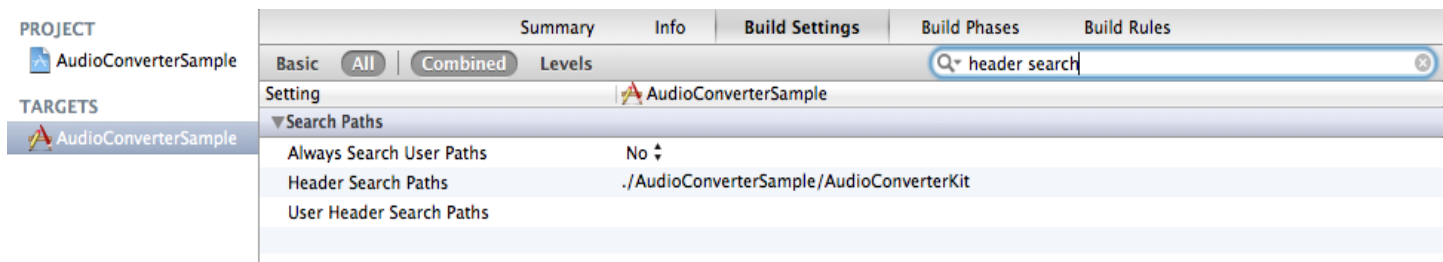 PROJECT
AudioConverterSample
TARGETS
AudioConverterSample
Summary Info Build Settings Build Phases Build Rules
Basic All Combined Levels header search
Setting AudioConverterSample
Search Paths
Always Search User Paths No
Header Search Paths ./AudioConverterSample/AudioConverterKit
User Header Search Paths